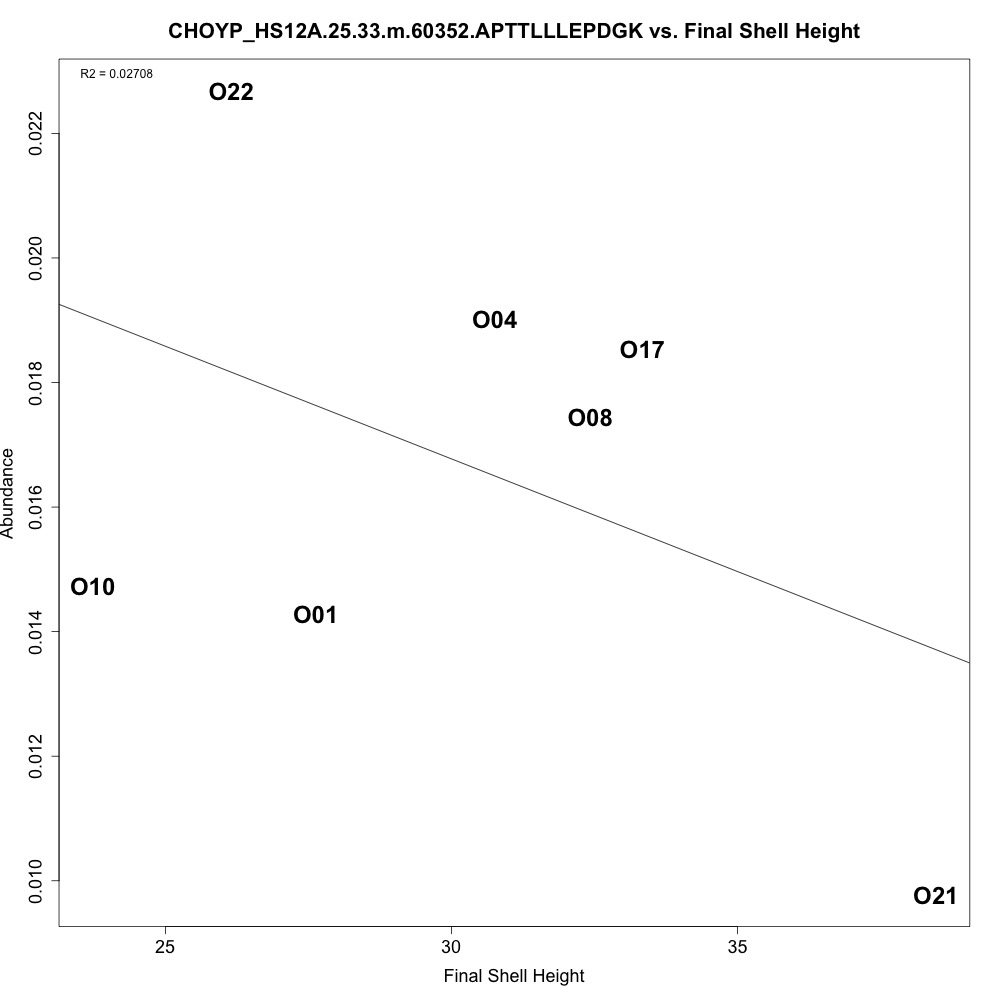 CHOYP_HS12A.25.33.m.60352.APTTLLLEPDGK vs. Final Shell Height
R2 = 0.02708
O22
0.022
0.020
O04
O17
0.018
O08
Abundance
0.016
O10
O01
0.014
0.012
0.010
O21
25 30 35
Final Shell Height